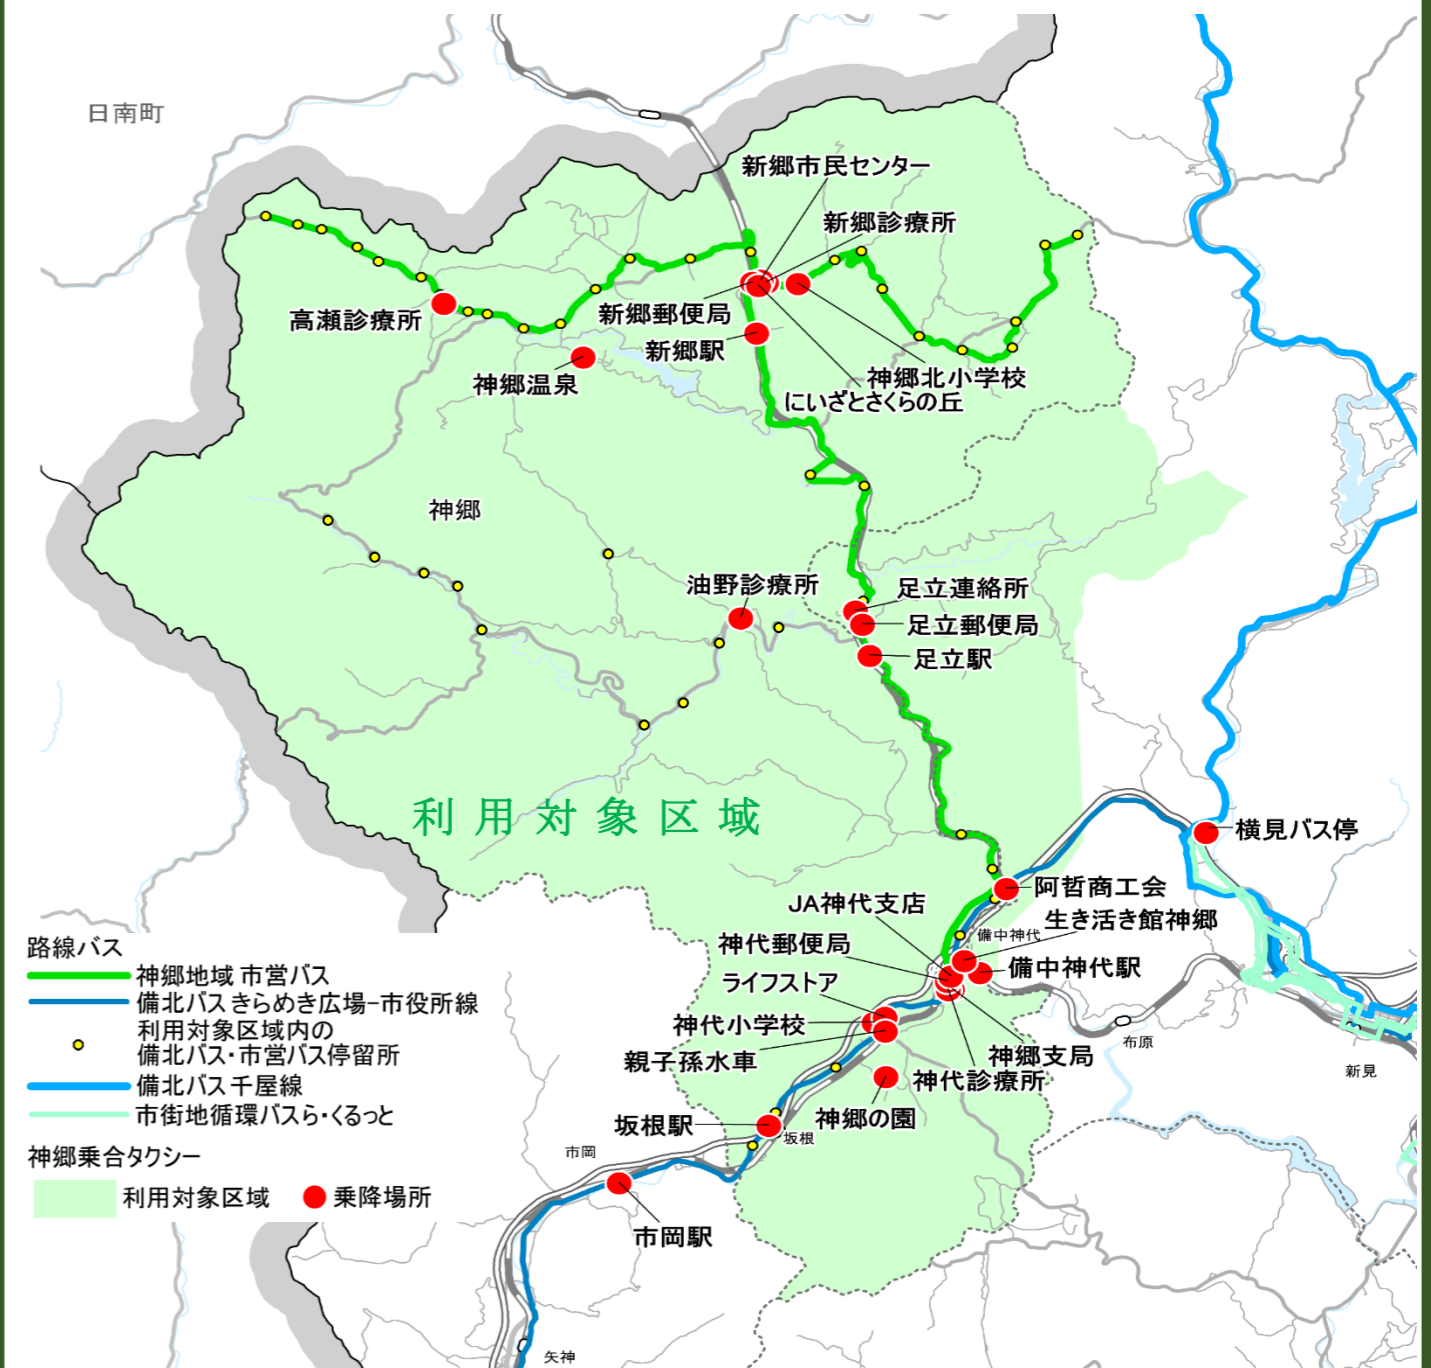 日南町
新郷市民センター
新郷診療所
高瀬診療所
新郷郵便局
新郷駅
神郷温泉
神郷北小学校
にいざとさくらの丘
神郷
油野診療所
足立連絡所
足立郵便局
足立駅
利用対象区域
横見バス停
阿哲商工会
JA神代支店
生き活き館神郷
神代郵便局
備中神代
備中神代駅
ライフストア
神代小学校
親子孫水車
神郷支局
布原
神代診療所
新見
神郷の園
坂根駅
坂根
市岡
市岡駅
矢神
路線バス
神郷地域 市営バス
備北バス きらめき広場-市役所線
利用対象区域内の
備北バス・市営バス停留所
備北バス千屋線
市街地循環バスら・くるっと
神郷乗合タクシー
利用対象区域
乗降場所